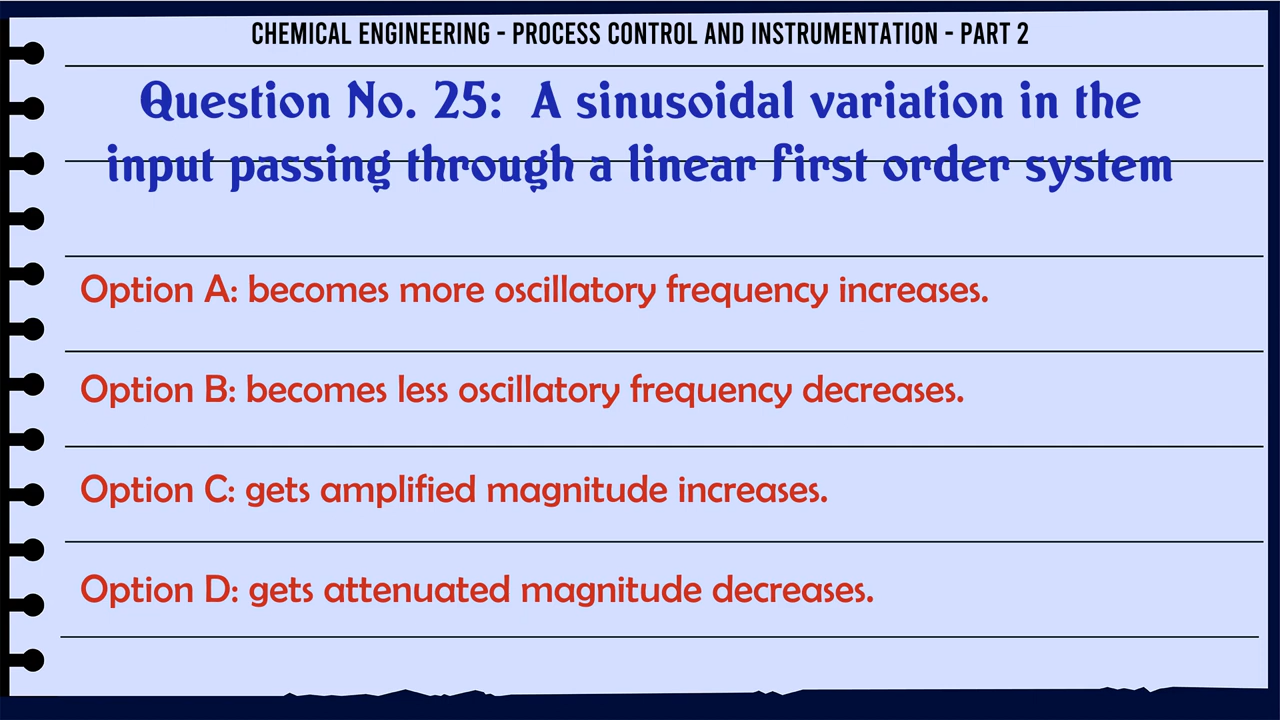 CHEMICAL ENGINEERING - PROCESS CONTROL AND INSTRUMENTATION - PART 2
Question No. 25: A sinusoidal variation in the
input passing through a linear first order system
Option A: becomes more oscillatory frequency increases.
Option B: becomes less oscillatory frequency decreases.
Option C: gets amplified magnitude increases.
Option D: gets attenuated magnitude decreases.